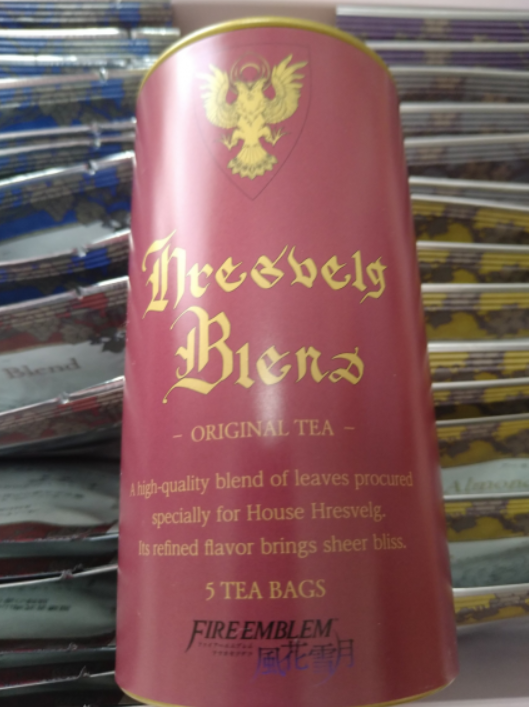 Hresvelg
Blend
- ORIGINAL TEA -
A high-quality blend of leaves procured
specially for House Hresvelg.
Its refined flavor brings sheer bliss.
5 TEA BAGS
FIRE EMBLEM
風花雪月
Blend